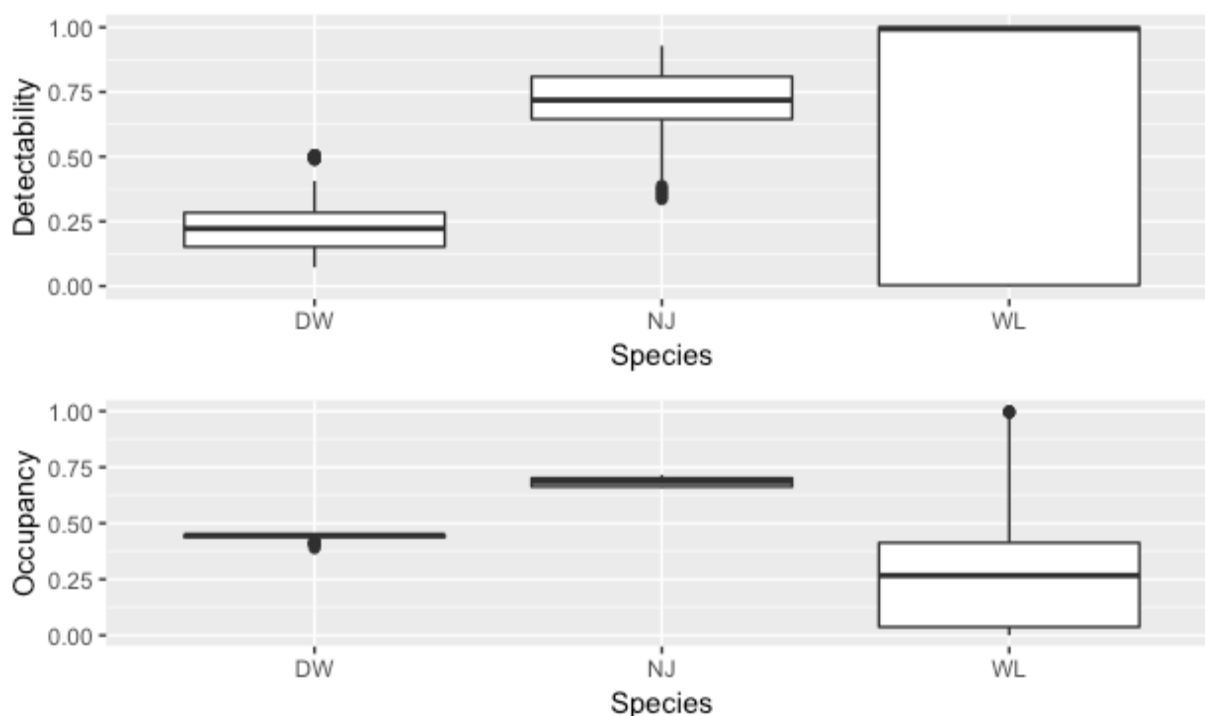 Detectability
1.00
0.75
0.50
0.25
0.00
DW NJ WL
Species
Occupancy
1.00
0.75
0.50
0.25
0.00
DW NJ WL
Species